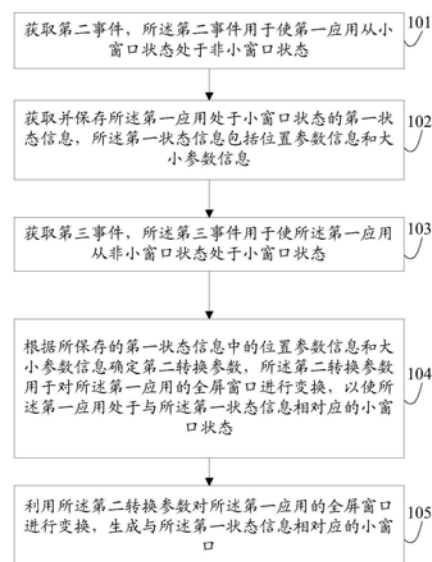 获取第二事件，所述第二事件用于使第一应用从小
窗口状态处于非小窗口状态
101
获取并保存所述第一应用处于小窗口状态的第一状
态信息，所述第一状态信息包括位置参数信息和大
小参数信息
102
获取第三事件，所述第三事件用于使所述第一应用
从非小窗口状态处于小窗口状态
103
根据所保存的第一状态信息中的位置参数信息和大
小参数信息确定第二转换参数，所述第二转换参数
用于对所述第一应用的全屏窗口进行变换，以使所
述第一应用处于与所述第一状态信息相对应的小窗
口状态
104
利用所述第二转换参数对所述第一应用的全屏窗口
进行变换，生成与所述第一状态信息相对应的小窗
口
105